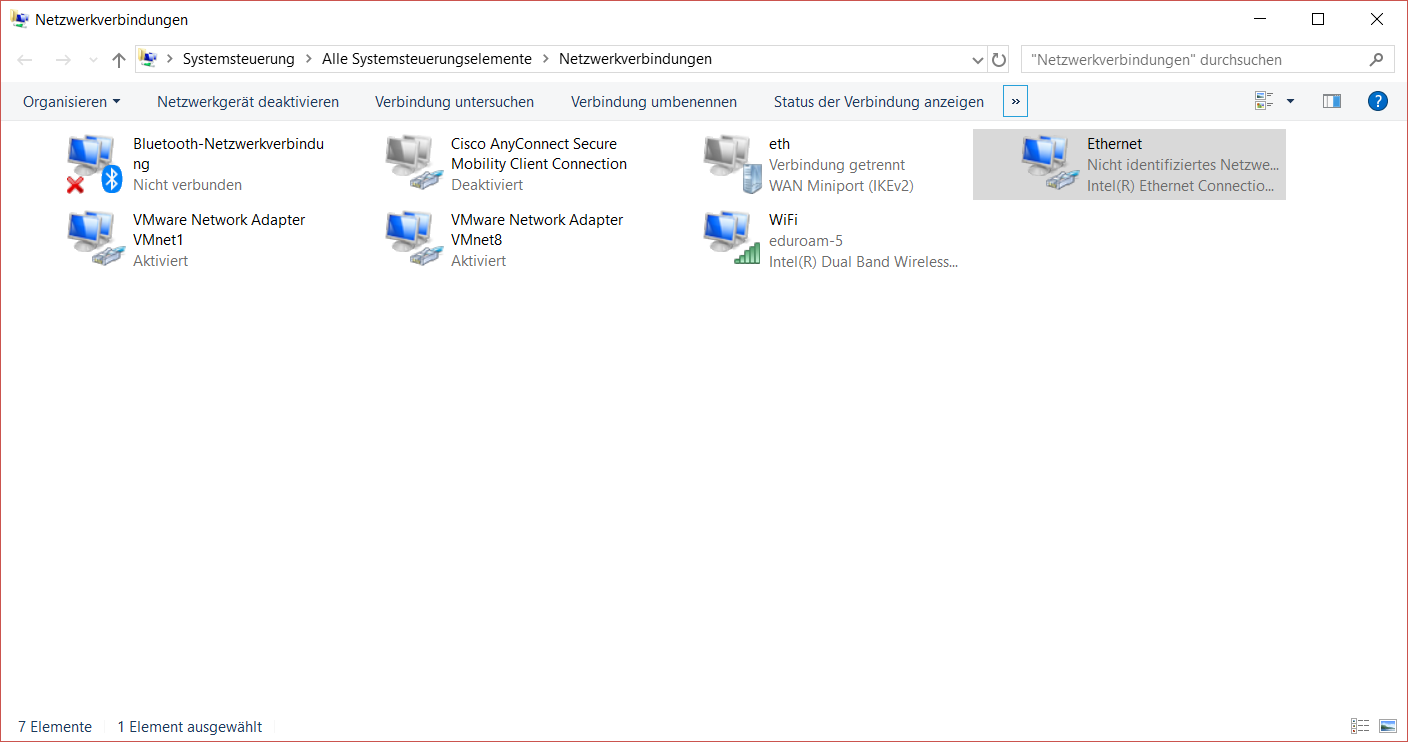 Netzwerkverbindungen
Systemsteuerung > Alle Systemsteuerungselemente > Netzwerkverbindungen
"Netzwerkverbindungen" durchsuchen
Organisieren Netzwerkgerät deaktivieren Verbindung untersuchen Verbindung umbenennen Status der Verbindung anzeigen »
Bluetooth-Netzwerkverbindu
ng
Nicht verbunden
Cisco AnyConnect Secure
Mobility Client Connection
Deaktiviert
eth
Verbindung getrennt
WAN Miniport (IKEv2)
Ethernet
Nicht identifiziertes Netzwe...
Intel(R) Ethernet Connectio...
VMware Network Adapter
VMnet1
Aktiviert
VMware Network Adapter
VMnet8
Aktiviert
WiFi
eduroam-5
Intel(R) Dual Band Wireless...
7 Elemente 1 Element ausgewählt